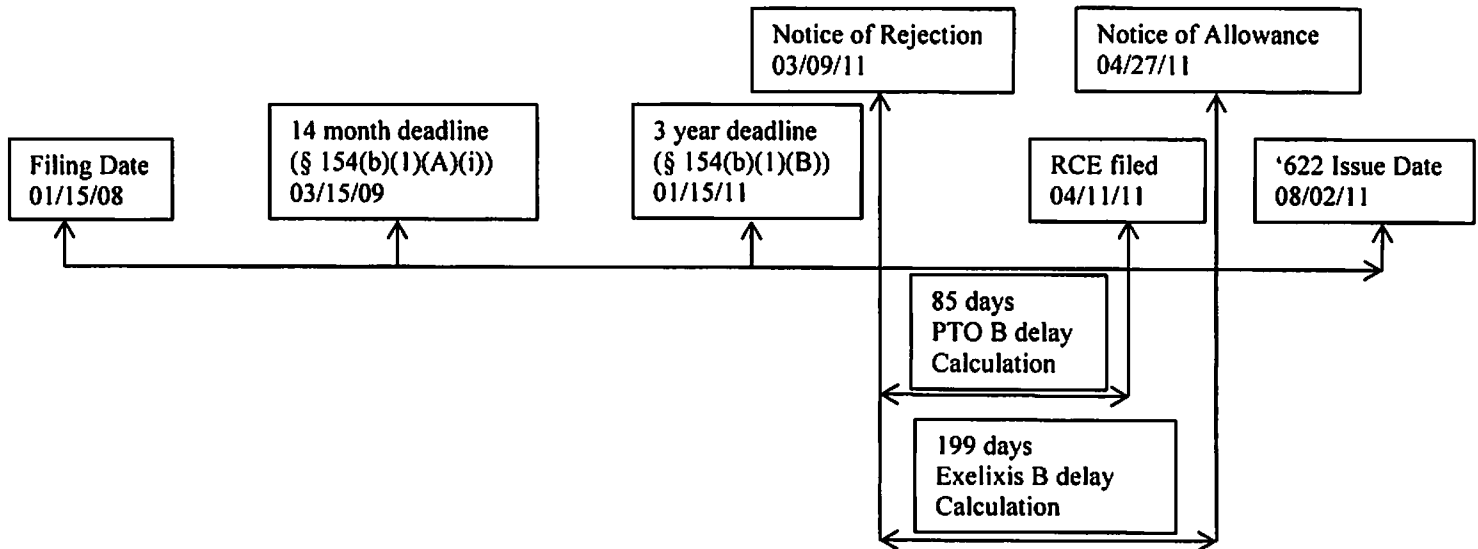 Notice of Rejection
03/09/11
Notice of Allowance
04/27/11
Filing Date
01/15/08
14 month deadline
(§ 154(b)(1)(A)(i))
03/15/09
3 year deadline
(§ 154(b)(1)(B))
01/15/11
RCE filed
04/11/11
‘622 Issue Date
08/02/11
85 days
PTO B delay
Calculation
199 days
Exelixis B delay
Calculation